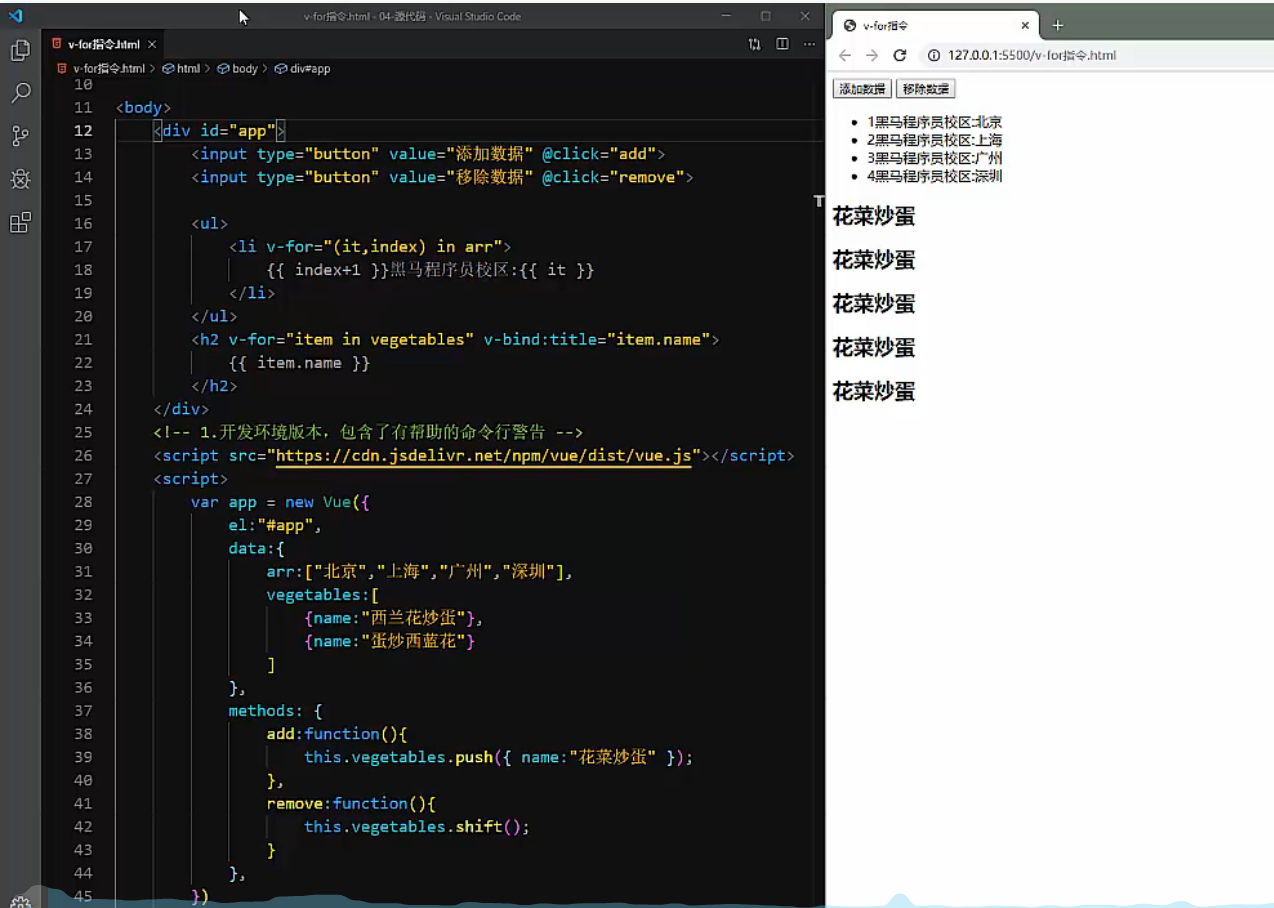 v-for指令.html - 04-源代码 - Visual Studio Code
v-for指令.html
v-for指令.html > html > body > div#app
10
11 <body>
12 <div id="app">
13 <input type="button" value="添加数据" @click="add">
14 <input type="button" value="移除数据" @click="remove">
15
16 <ul>
17 <li v-for="(it,index) in arr">
18 {{ index+1 }}黑马程序员校区:{{ it }}
19 </li>
20 </ul>
21 <h2 v-for="item in vegetables" v-bind:title="item.name">
22 {{ item.name }}
23 </h2>
24 </div>
25 <!-- 1.开发环境版本，包含了有帮助的命令行警告 -->
26 <script src="https://cdn.jsdelivr.net/npm/vue/dist/vue.js"></script>
27 <script>
28 var app = new Vue({
29 el:"#app",
30 data:{
31 arr:["北京","上海","广州","深圳"],
32 vegetables:[
33 {name:"西兰花炒蛋"},
34 {name:"蛋炒西蓝花"}
35 ]
36 },
37 methods: {
38 add:function(){
39 this.vegetables.push({ name:"花菜炒蛋" });
40 },
41 remove:function(){
42 this.vegetables.shift();
43 }
44 },
45 })
v-for指令
127.0.0.1:5500/v-for指令.html
添加数据 移除数据
1黑马程序员校区:北京
2黑马程序员校区:上海
3黑马程序员校区:广州
4黑马程序员校区:深圳
花菜炒蛋
花菜炒蛋
花菜炒蛋
花菜炒蛋
花菜炒蛋